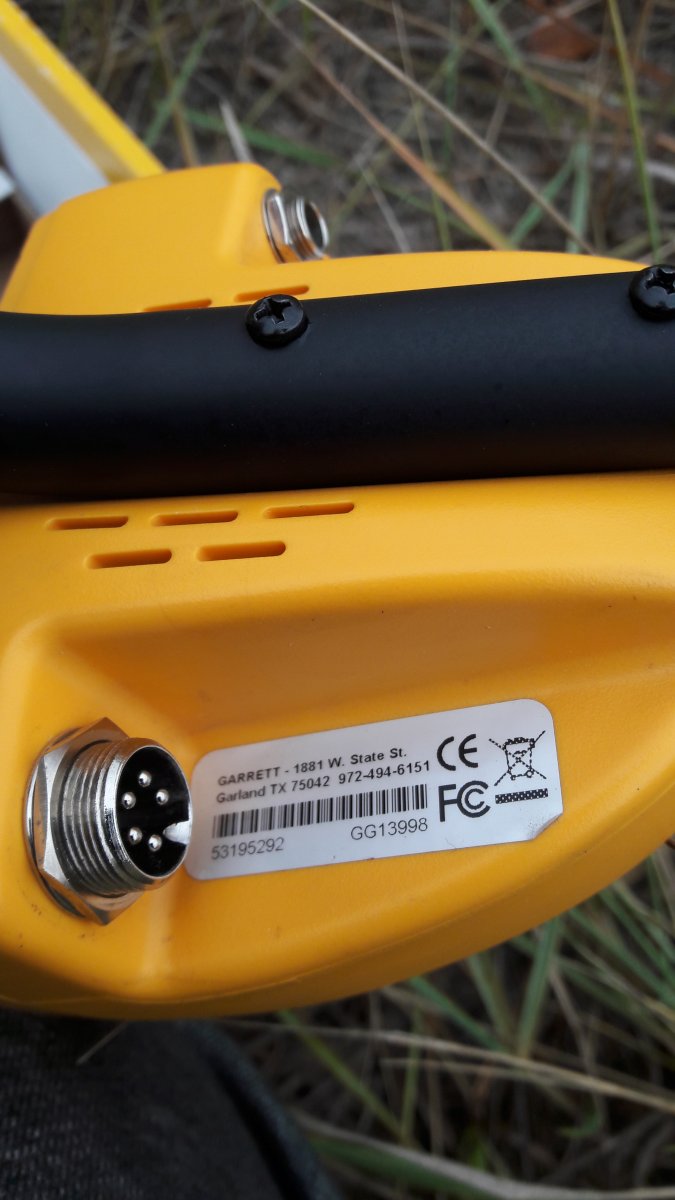 GARRETT - 1881 W. State St.
Garland TX 75042 972-494-6151
CE
FC
53195292 GG13998